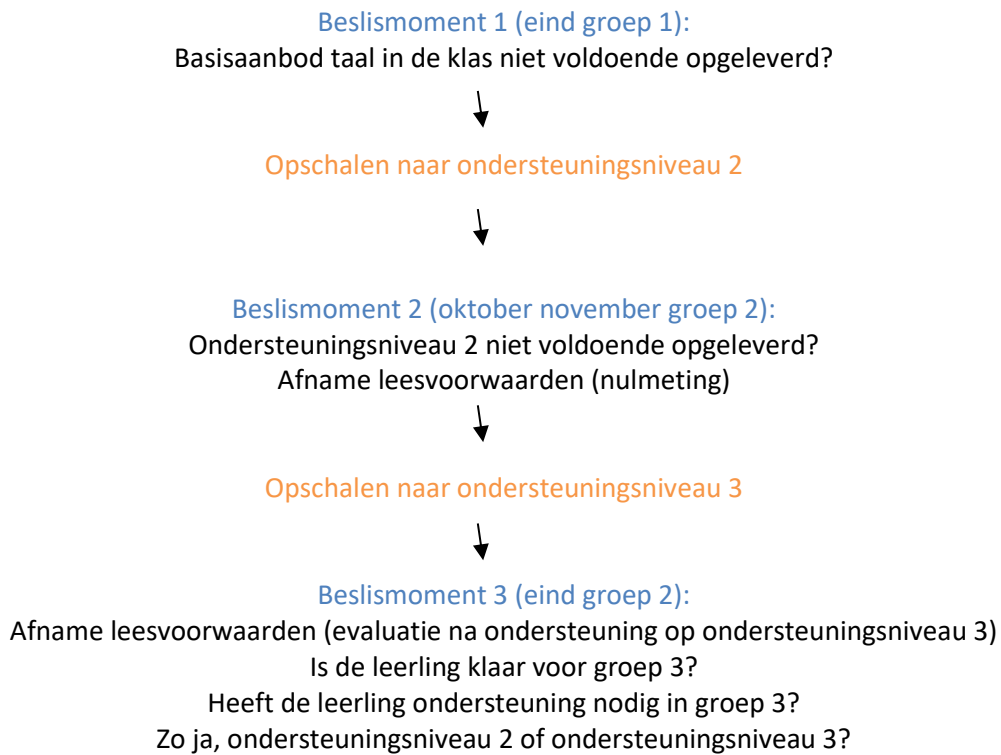 Beslismoment 1 (eind groep 1):
Basisaanbod taal in de klas niet voldoende opgeleverd?
Opschalen naar ondersteuningsniveau 2
Beslismoment 2 (oktober november groep 2):
Ondersteuningsniveau 2 niet voldoende opgeleverd?
Afname leesvoorwaarden (nulmeting)
Opschalen naar ondersteuningsniveau 3
Beslismoment 3 (eind groep 2):
Afname leesvoorwaarden (evaluatie na ondersteuning op ondersteuningsniveau 3)
Is de leerling klaar voor groep 3?
Heeft de leerling ondersteuning nodig in groep 3?
Zo ja, ondersteuningsniveau 2 of ondersteuningsniveau 3?